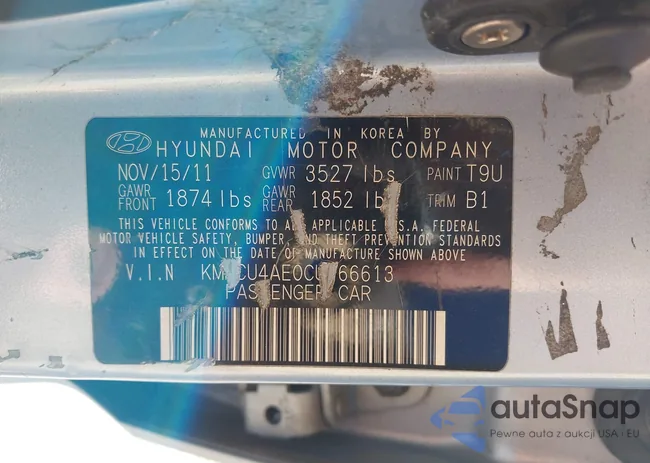 MANUFACTURED IN KOREA BY
HYUNDAI MOTOR COMPANY
NOV/15/11 GVWR 3527 lbs PAINT T9U
GAWR FRONT 1874 lbs GAWR REAR 1852 lb TRIM B1
THIS VEHICLE CONFORMS TO ALL APPLICABLE U.S.A. FEDERAL
MOTOR VEHICLE SAFETY, BUMPER, AND THEFT PREVENTION STANDARDS
IN EFFECT ON THE DATE OF MANUFACTURE SHOWN ABOVE
V.I.N
PASSENGER CAR
autaSnap
Pewne auta z aukcji USA i EU